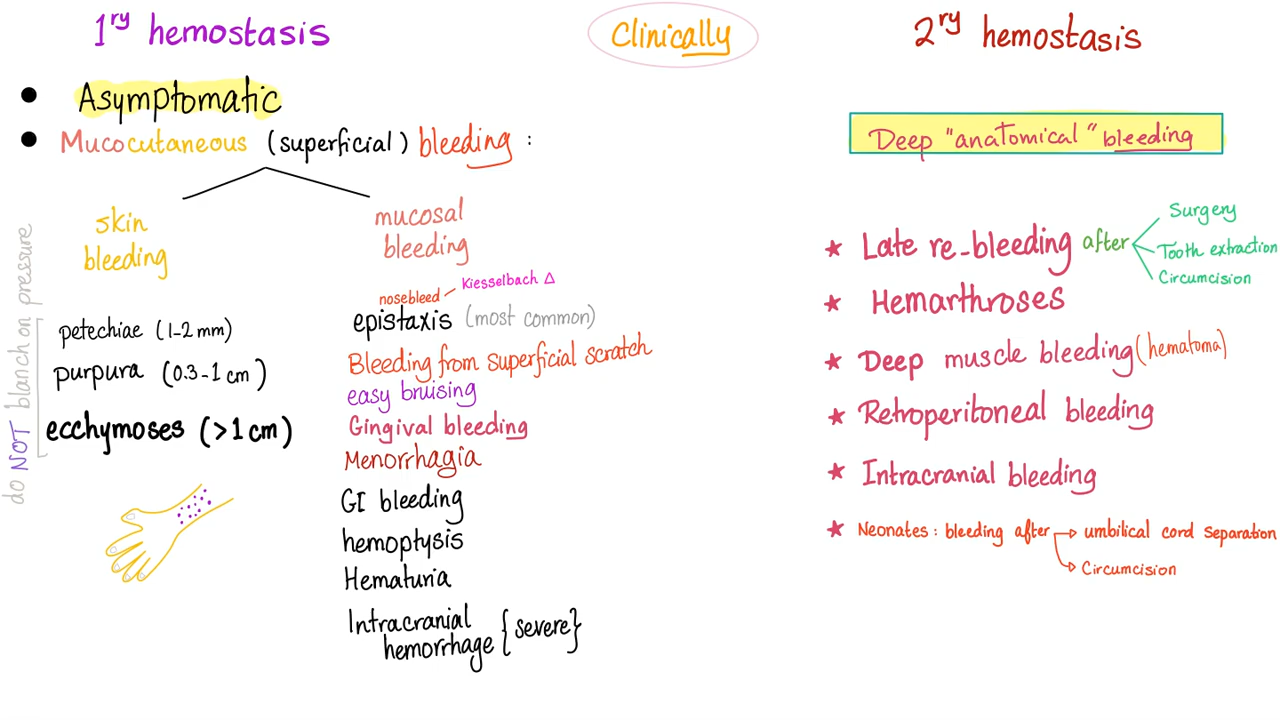 1ry hemostasis
Clinically
2ry hemostasis
Asymptomatic
Mucocutaneous (superficial) bleeding :
skin
bleeding
do NOT blanch on pressure
petechiae (1-2 mm)
purpura (0.3-1 cm)
ecchymoses (>1 cm)
mucosal
bleeding
nosebleed
Kiesselbach Δ
epistaxis (most common)
Bleeding from superficial scratch
easy bruising
Gingival bleeding
Menorrhagia
GI bleeding
hemoptysis
Hematuria
Intracranial
hemorrhage {severe}
Deep "anatomical" bleeding
Late re-bleeding after
Surgery
Tooth extraction
Circumcision
Hemarthroses
Deep muscle bleeding (hematoma)
Retroperitoneal bleeding
Intracranial bleeding
Neonates: bleeding after umbilical cord separation
Circumcision